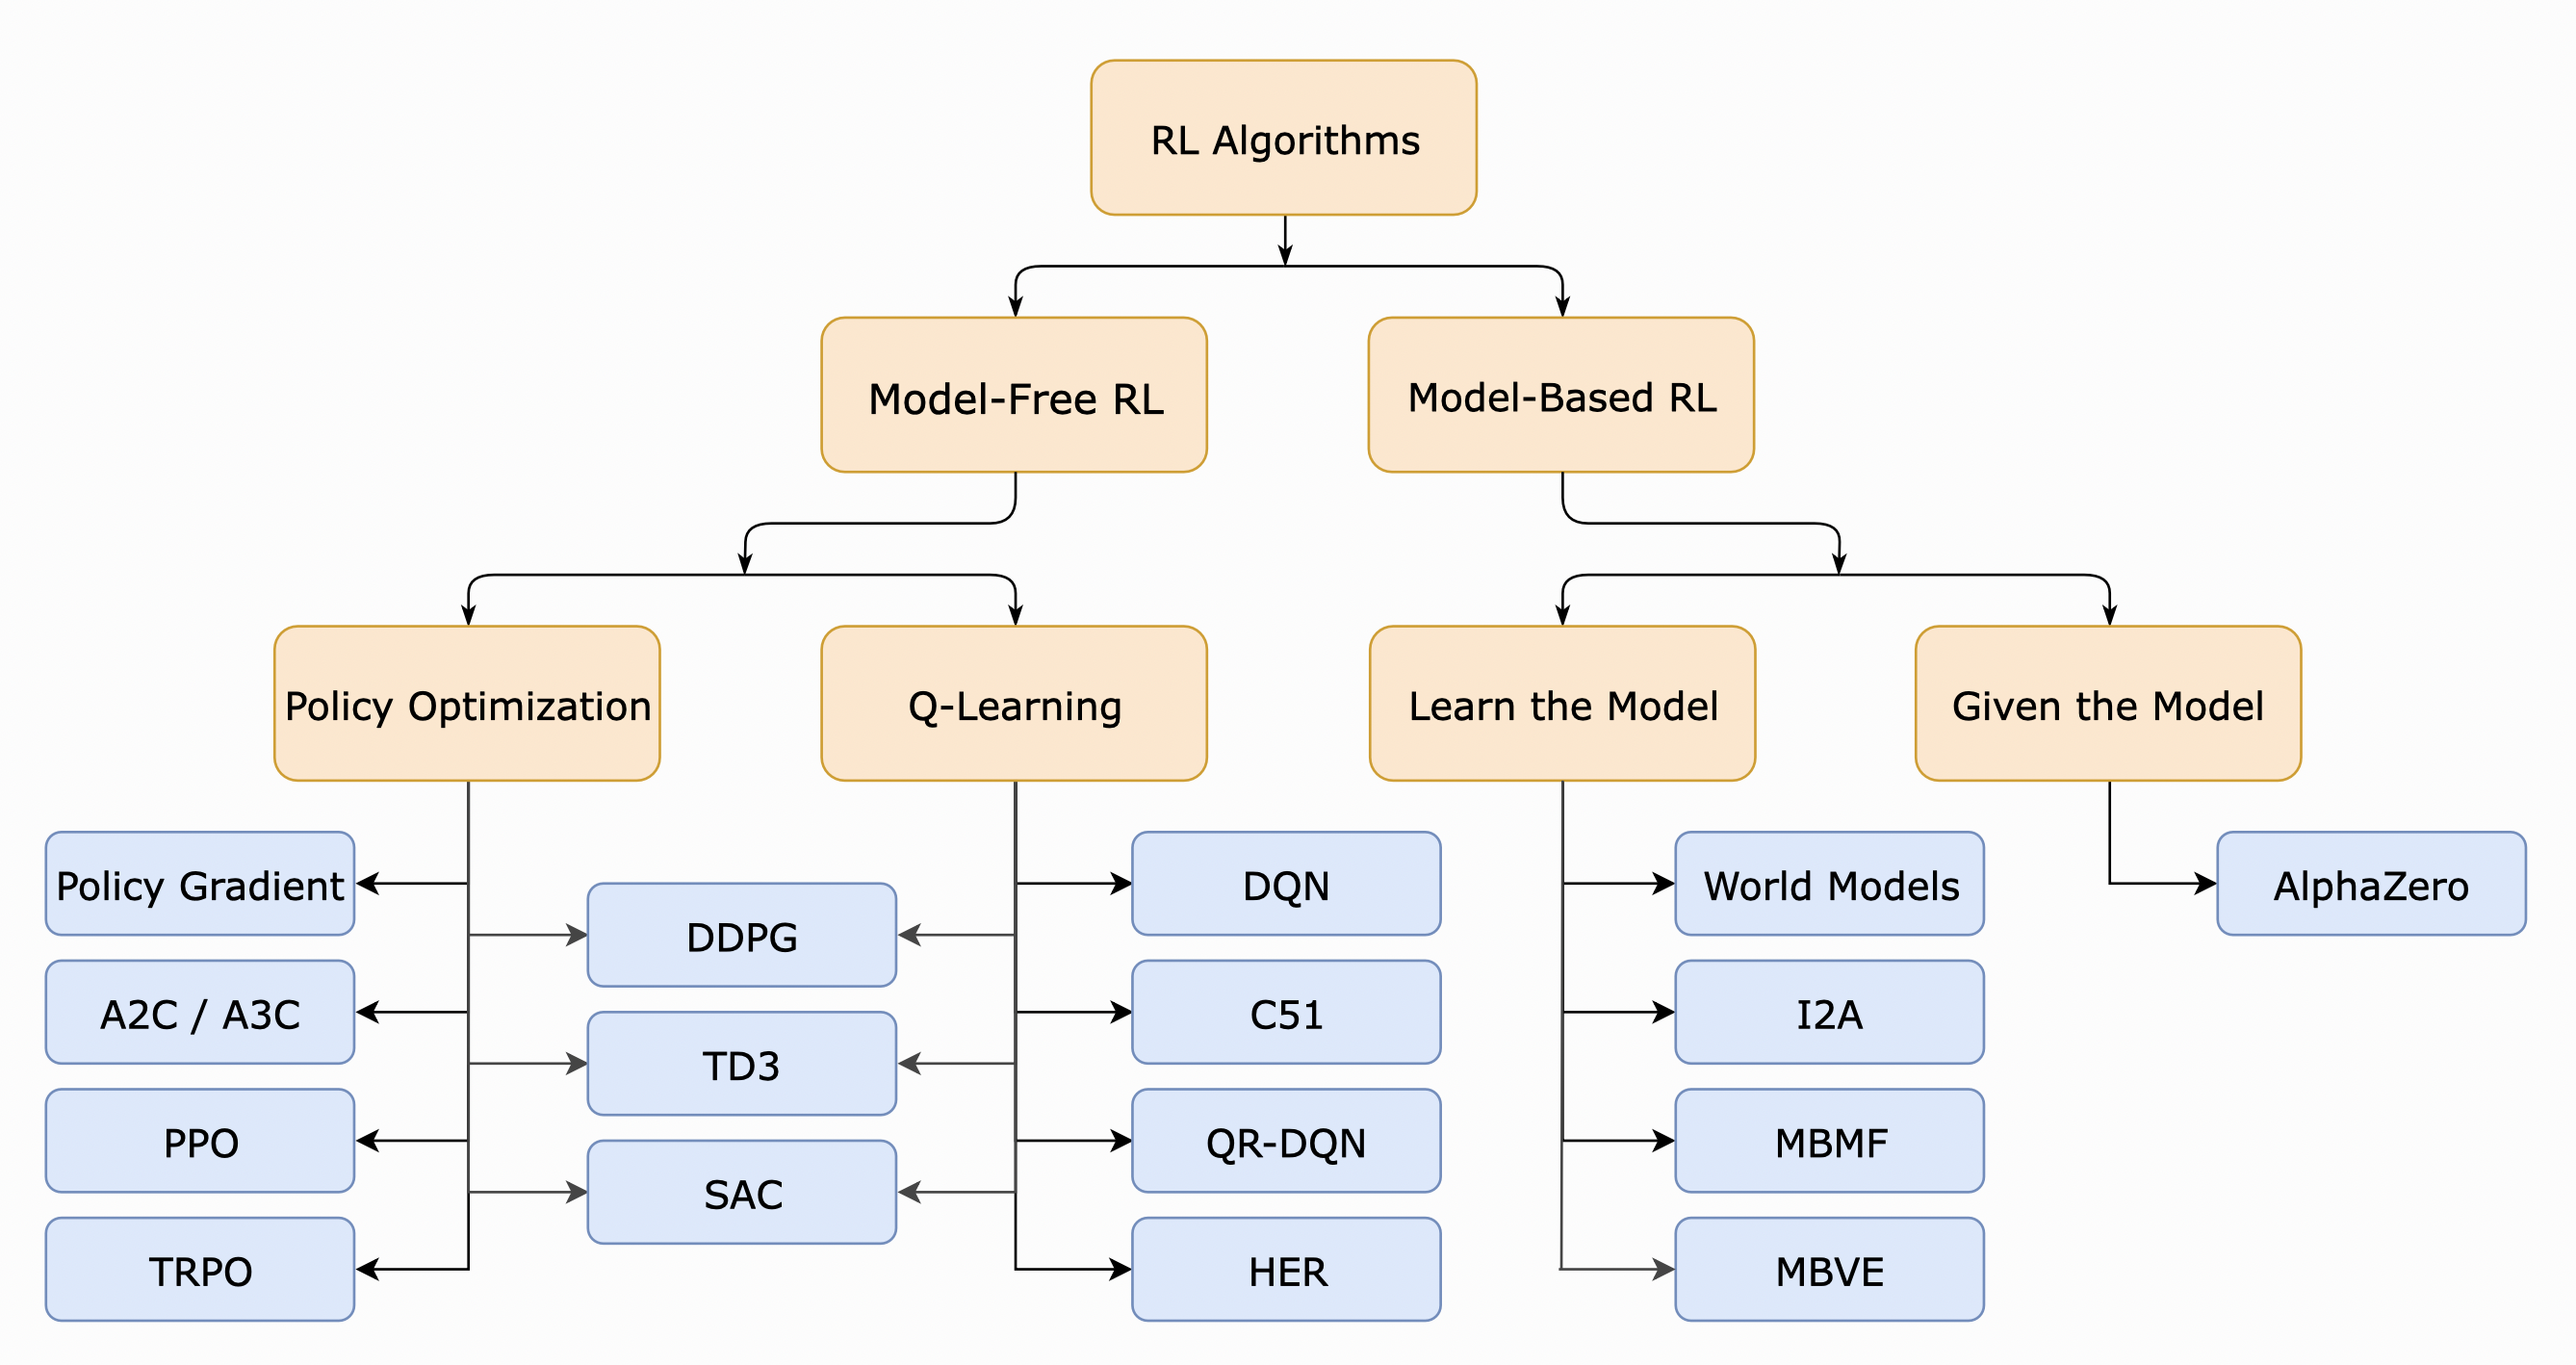 RL Algorithms
Model-Free RL
Model-Based RL
Policy Optimization
Q-Learning
Learn the Model
Given the Model
Policy Gradient
A2C / A3C
PPO
TRPO
DDPG
TD3
SAC
DQN
C51
QR-DQN
HER
World Models
I2A
MBMF
MBVE
AlphaZero